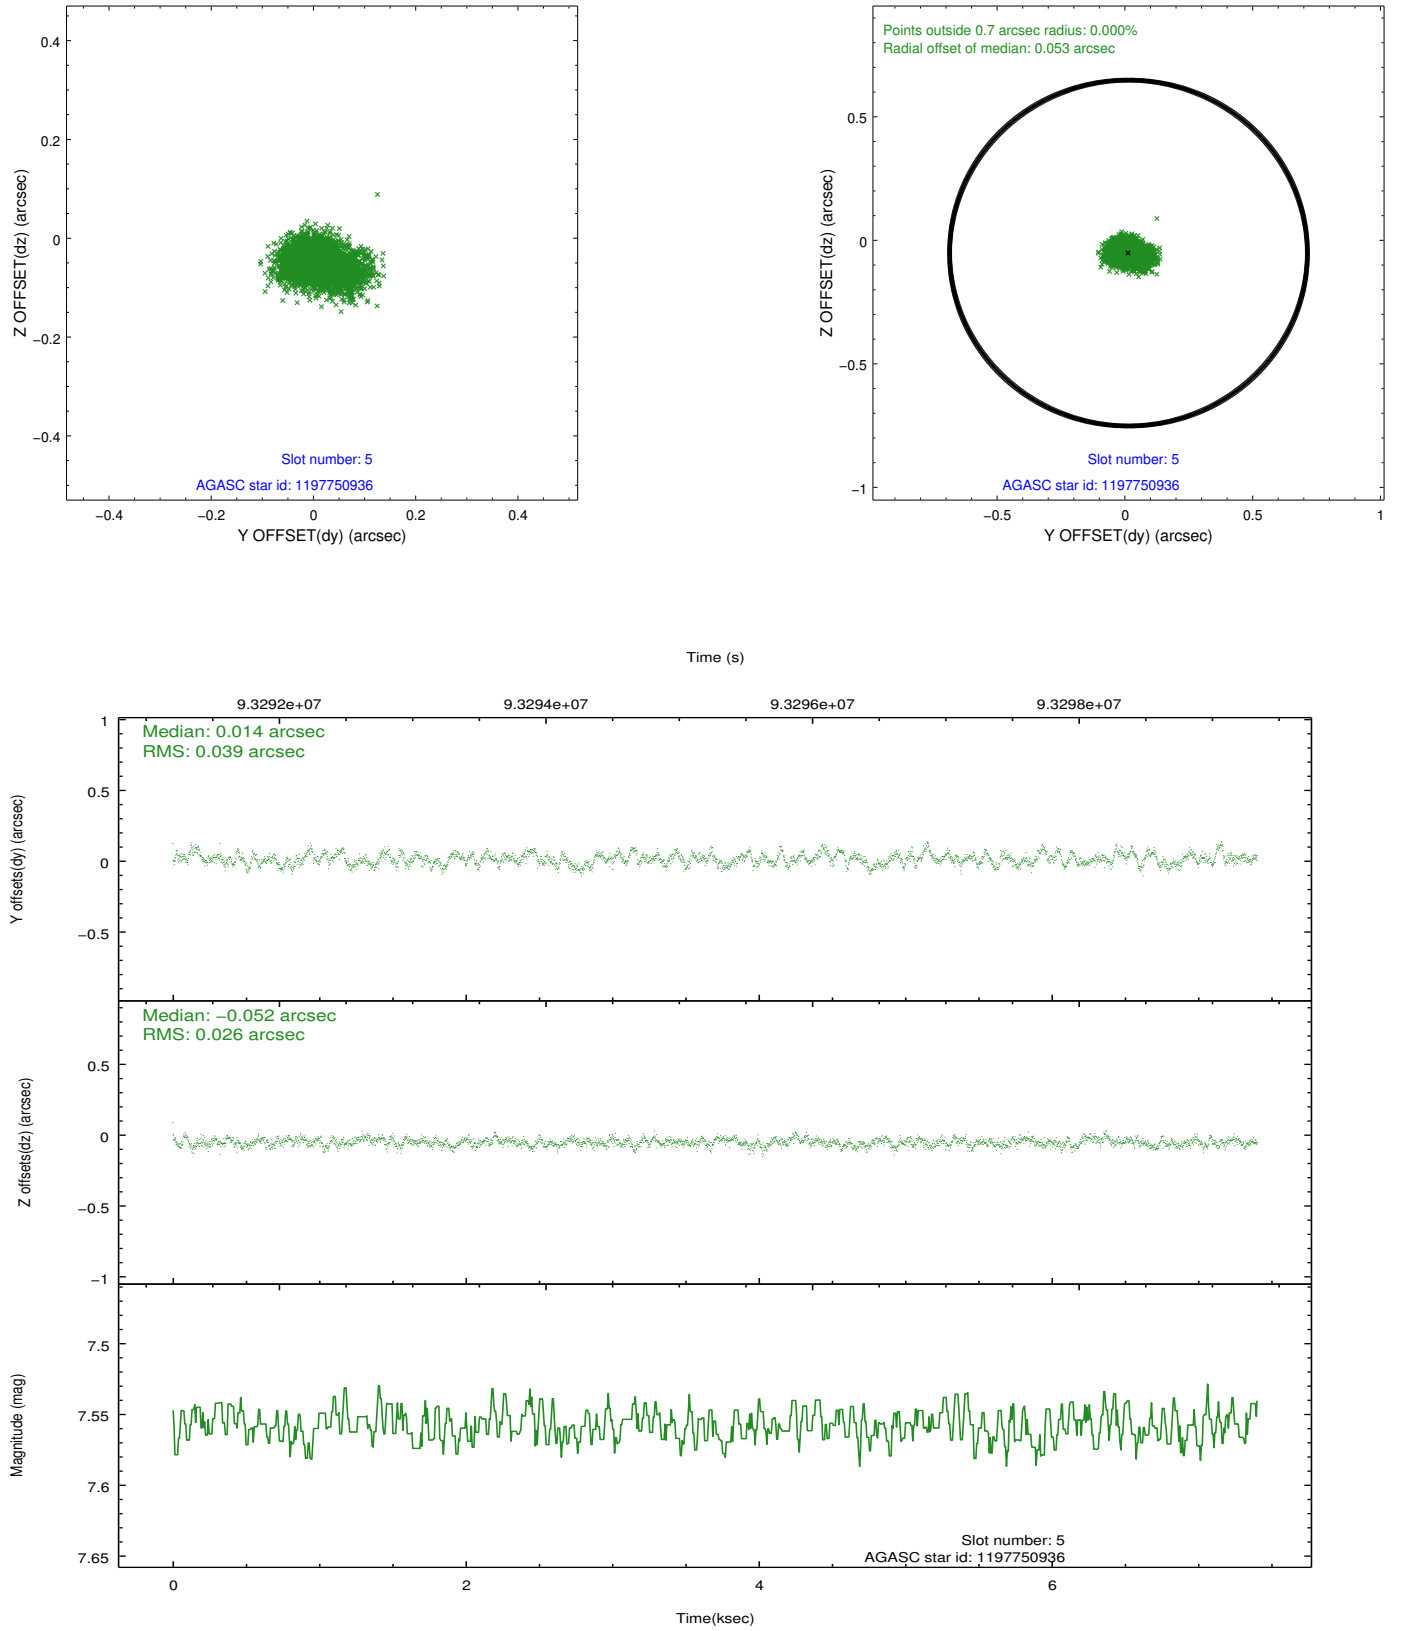 0.4
0.2
0
−0.2
−0.4
Z OFFSET(dz) (arcsec)
Slot number: 5
AGASC star id: 1197750936
−0.4 −0.2 0 0.2 0.4
Y OFFSET(dy) (arcsec)
Points outside 0.7 arcsec radius: 0.000%
Radial offset of median: 0.053 arcsec
0.5
0
−0.5
−1
Z OFFSET(dz) (arcsec)
Slot number: 5
AGASC star id: 1197750936
−0.5 0 0.5 1
Y OFFSET(dy) (arcsec)
Time (s)
9.3292e+07 9.3294e+07 9.3296e+07 9.3298e+07
Median: 0.014 arcsec
RMS: 0.039 arcsec
1
0.5
0
−0.5
Y offsets(dy) (arcsec)
Median: −0.052 arcsec
RMS: 0.026 arcsec
0.5
0
−0.5
−1
Z offsets(dz) (arcsec)
7.5
7.55
7.6
7.65
Magnitude (mag)
Slot number: 5
AGASC star id: 1197750936
0 2 4 6
Time(ksec)